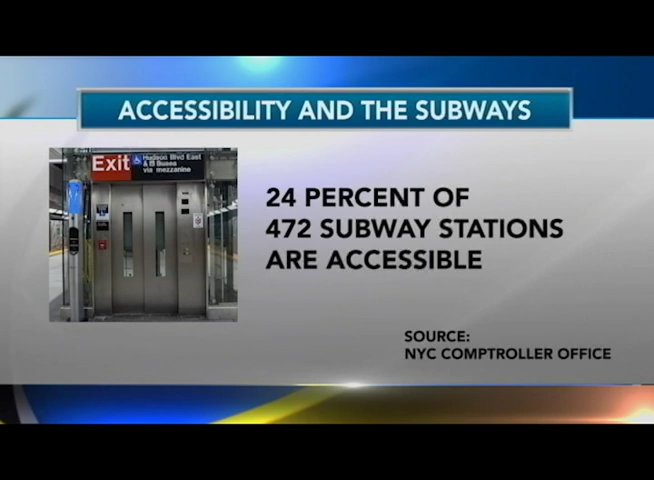 ACCESSIBILITY AND THE SUBWAYS
Exit
Hudson Blvd East
& Buses
via mezzanine
24 PERCENT OF
472 SUBWAY STATIONS
ARE ACCESSIBLE
SOURCE:
NYC COMPTROLLER OFFICE